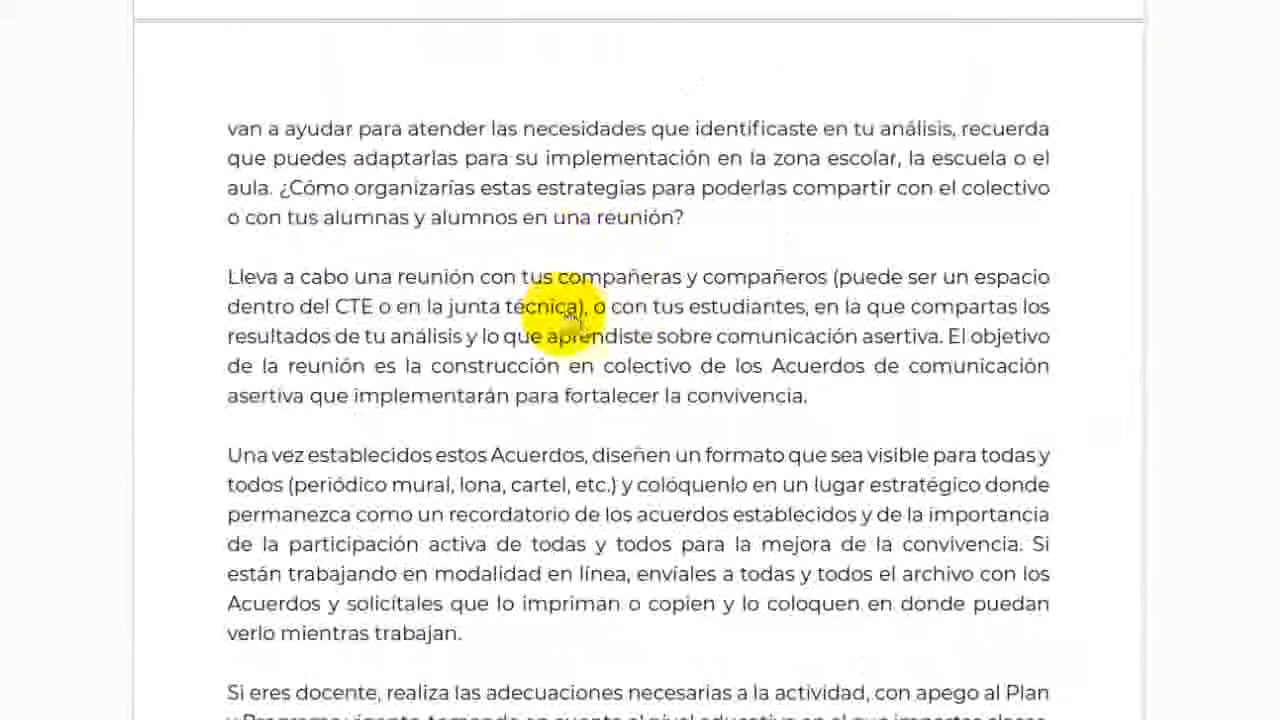 van a ayudar para atender las necesidades que identificaste en tu análisis, recuerda
que puedes adaptarlas para su implementación en la zona escolar, la escuela o el
aula. ¿Cómo organizarías estas estrategias para poderlas compartir con el colectivo
o con tus alumnas y alumnos en una reunión?
Lleva a cabo una reunión con tus compañeras y compañeros (puede ser un espacio
dentro del CTE o en la junta técnica), o con tus estudiantes, en la que compartas los
resultados de tu análisis y lo que aprendiste sobre comunicación asertiva. El objetivo
de la reunión es la construcción en colectivo de los Acuerdos de comunicación
asertiva que implementarán para fortalecer la convivencia.
Una vez establecidos estos Acuerdos, diseñen un formato que sea visible para todas y
todos (periódico mural, lona, cartel, etc.) y colóquenlo en un lugar estratégico donde
permanezca como un recordatorio de los acuerdos establecidos y de la importancia
de la participación activa de todas y todos para la mejora de la convivencia. Si
están trabajando en modalidad en línea, envíales a todas y todos el archivo con los
Acuerdos y solicítales que lo impriman o copien y lo coloquen en donde puedan
verlo mientras trabajan.
Si eres docente, realiza las adecuaciones necesarias a la actividad, con apego al Plan